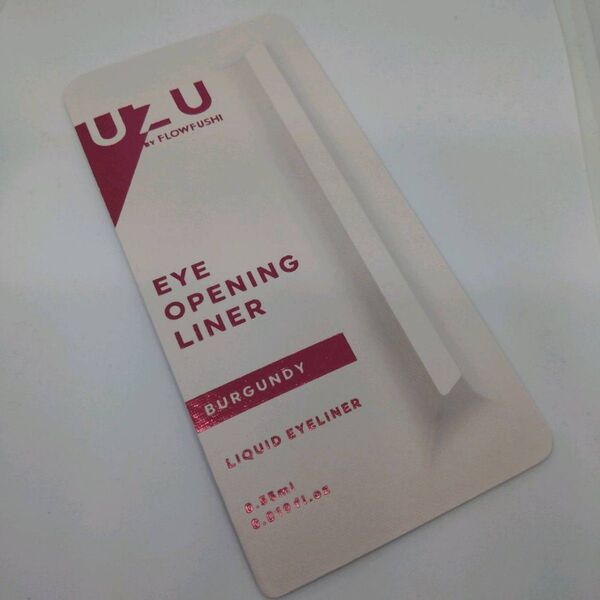 UZU
BY FLOWFUSHI
EYE
OPENING
LINER
BURGUNDY
LIQUID EYELINER
0.55ml
0.019fl.oz